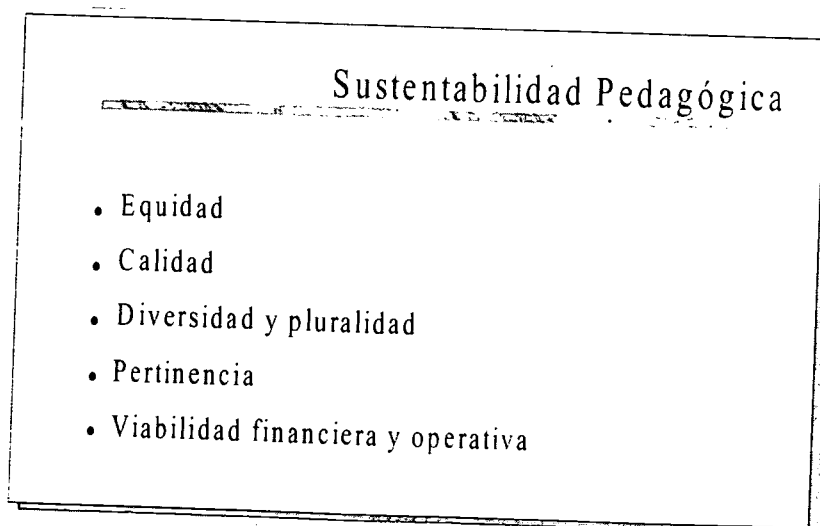 Sustentabilidad Pedagógica
• Equidad
• Calidad
• Diversidad y pluralidad
• Pertinencia
• Viabilidad financiera y operativa